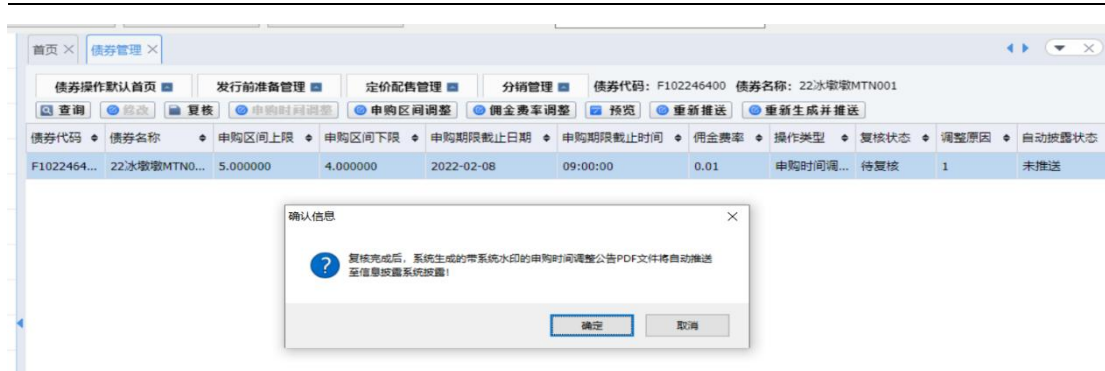 首页 债券管理
债券操作默认首页 发行前准备管理 定价配售管理 分销管理 债券代码：F102246400 债券名称：22冰墩墩MTN001
查询 修改 复核 申购时间调整 申购区间调整 佣金费率调整 预览 重新推送 重新生成并推送
债券代码 债券名称 申购区间上限 申购区间下限 申购期限截止日期 申购期限截止时间 佣金费率 操作类型 复核状态 调整原因 自动披露状态
F1022464... 22冰墩墩MTN0... 5.000000 4.000000 2022-02-08 09:00:00 0.01 申购时间调... 待复核 1 未推送
确认信息
复核完成后，系统生成的带系统水印的申购时间调整公告PDF文件将自动推送
至信息披露系统披露！
确定 取消